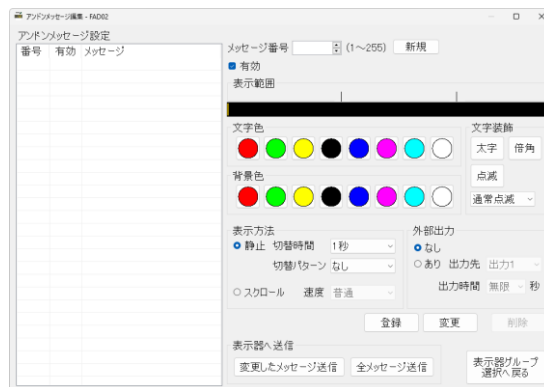 アンドンメッセージ編集 - FAD02
アンドンメッセージ設定
番号 有効 メッセージ
メッセージ番号 (1～255) 新規
有効
表示範囲
文字色
文字装飾
太字 倍角
点滅
通常点滅
背景色
表示方法
静止 切替時間 1秒
切替パターン なし
スクロール 速度 普通
外部出力
なし
あり 出力先 出力1
出力時間 無限 秒
登録 変更 削除
表示器へ送信
変更したメッセージ送信 全メッセージ送信
表示器グループ
選択へ戻る